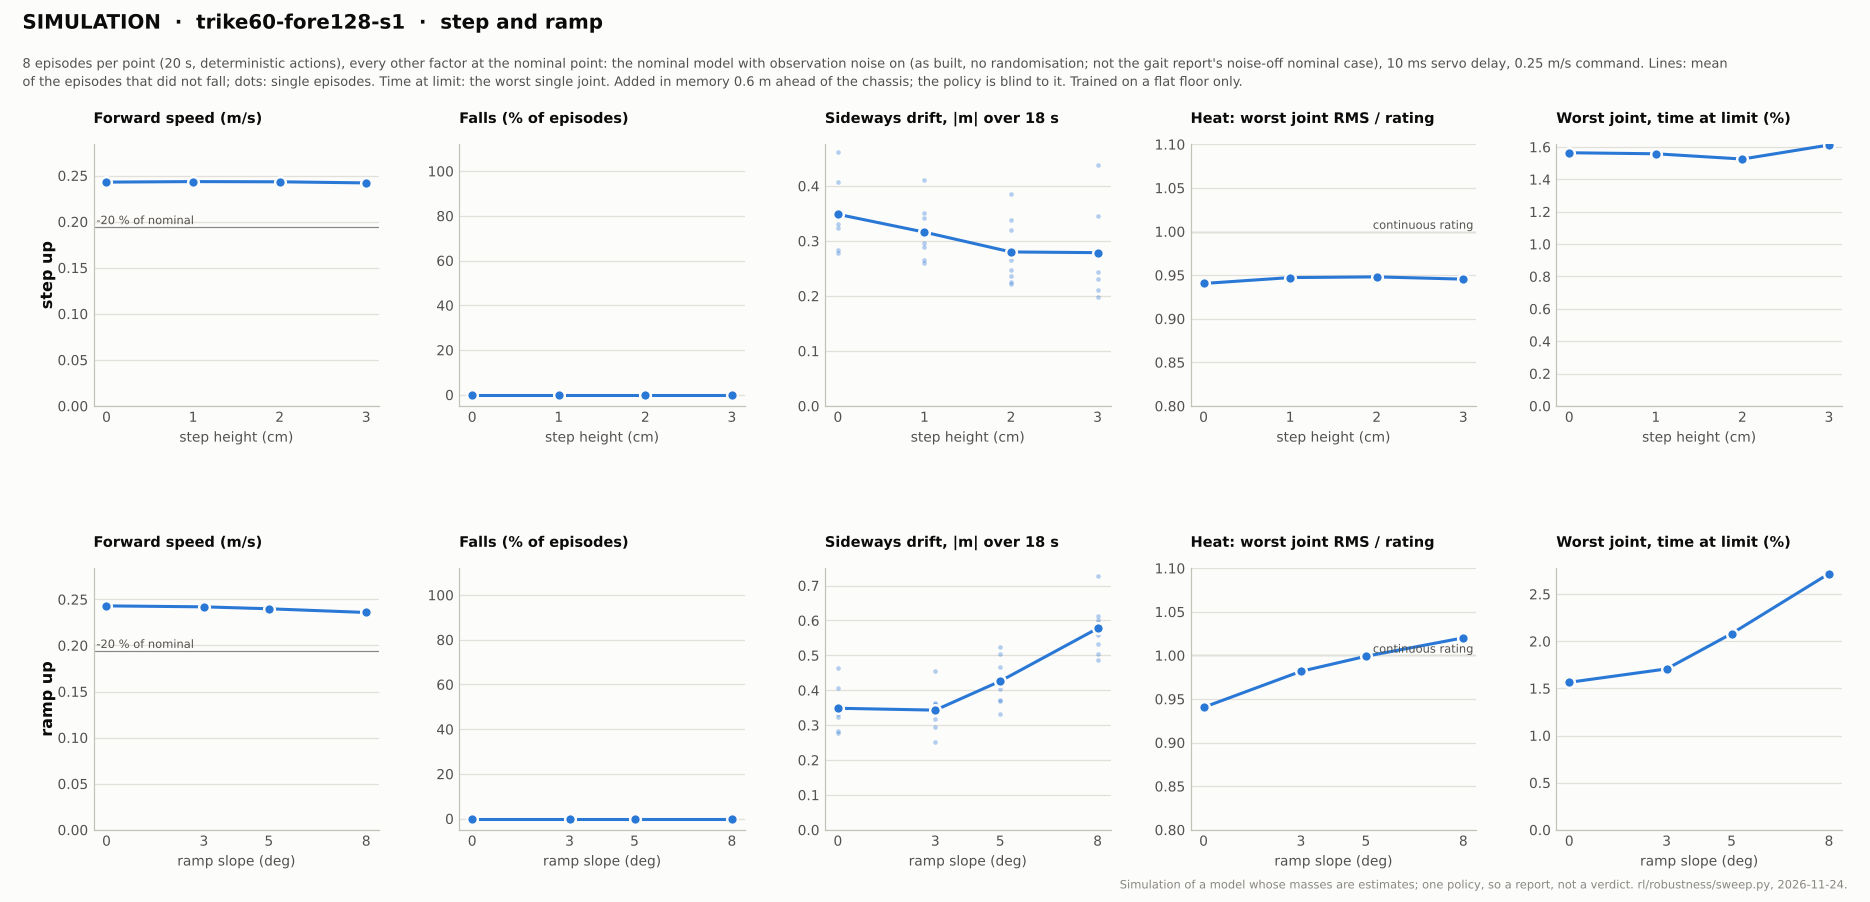 SIMULATION · trike60-fore128-s1 · step and ramp
8 episodes per point (20 s, deterministic actions), every other factor at the nominal point: the nominal model with observation noise on (as built, no randomisation; not the gait report's noise-off nominal case), 10 ms servo delay, 0.25 m/s command. Lines: mean
of the episodes that did not fall; dots: single episodes. Time at limit: the worst single joint. Added in memory 0.6 m ahead of the chassis; the policy is blind to it. Trained on a flat floor only.
Forward speed (m/s)
step up
0.25
0.20
0.15
0.10
0.05
0.00
-20 % of nominal
0 1 2 3
step height (cm)
Falls (% of episodes)
100
80
60
40
20
0
0 1 2 3
step height (cm)
Sideways drift, |m| over 18 s
0.4
0.3
0.2
0.1
0.0
0 1 2 3
step height (cm)
Heat: worst joint RMS / rating
1.10
1.05
1.00
0.95
0.90
0.85
0.80
continuous rating
0 1 2 3
step height (cm)
Worst joint, time at limit (%)
1.6
1.4
1.2
1.0
0.8
0.6
0.4
0.2
0.0
0 1 2 3
step height (cm)
Forward speed (m/s)
ramp up
0.25
0.20
0.15
0.10
0.05
0.00
-20 % of nominal
0 3 5 8
ramp slope (deg)
Falls (% of episodes)
100
80
60
40
20
0
0 3 5 8
ramp slope (deg)
Sideways drift, |m| over 18 s
0.7
0.6
0.5
0.4
0.3
0.2
0.1
0.0
0 3 5 8
ramp slope (deg)
Heat: worst joint RMS / rating
1.10
1.05
1.00
0.95
0.90
0.85
0.80
continuous rating
0 3 5 8
ramp slope (deg)
Worst joint, time at limit (%)
2.5
2.0
1.5
1.0
0.5
0.0
0 3 5 8
ramp slope (deg)
Simulation of a model whose masses are estimates; one policy, so a report, not a verdict. rl/robustness/sweep.py, 2026-11-24.